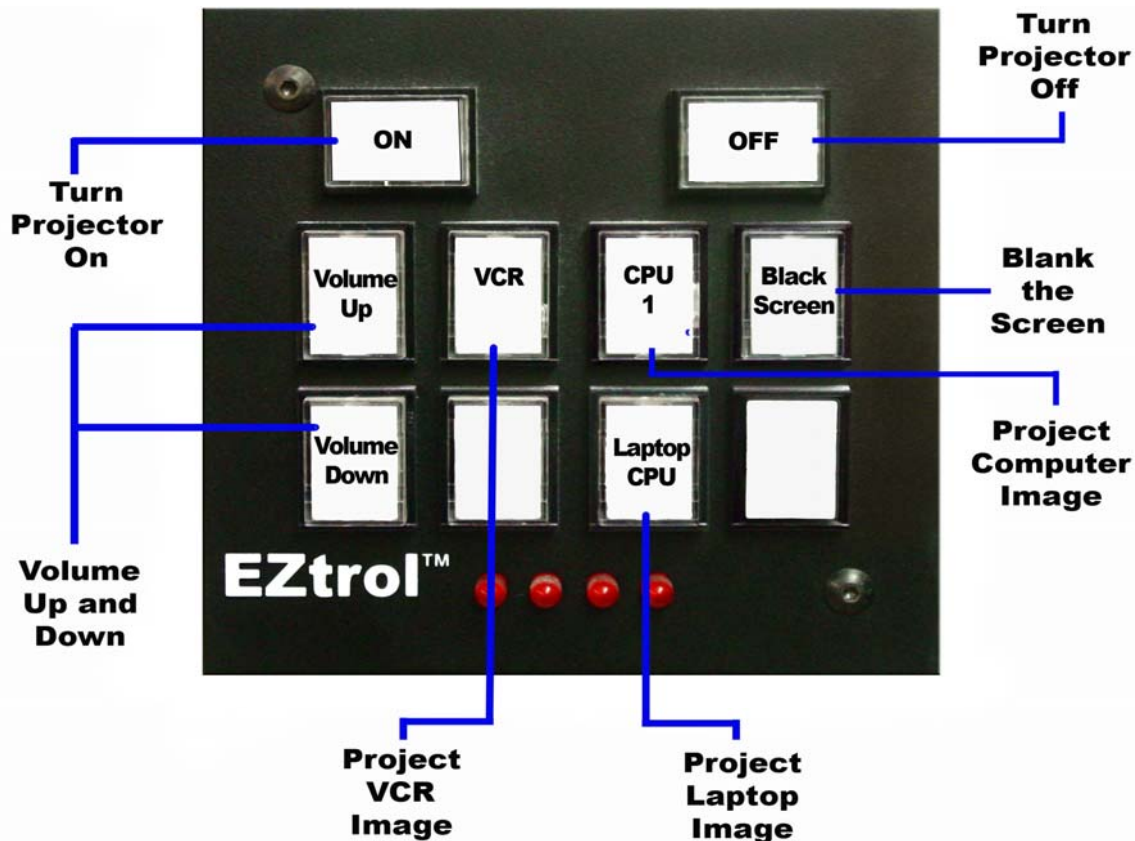 Turn
Projector
Off
ON
OFF
Turn
Projector
On
Volume
Up
VCR
CPU
1
Black
Screen
Blank
the
Screen
Volume
Down
Laptop
CPU
Project
Computer
Image
EZtrol™
Volume
Up and
Down
Project
VCR
Image
Project
Laptop
Image